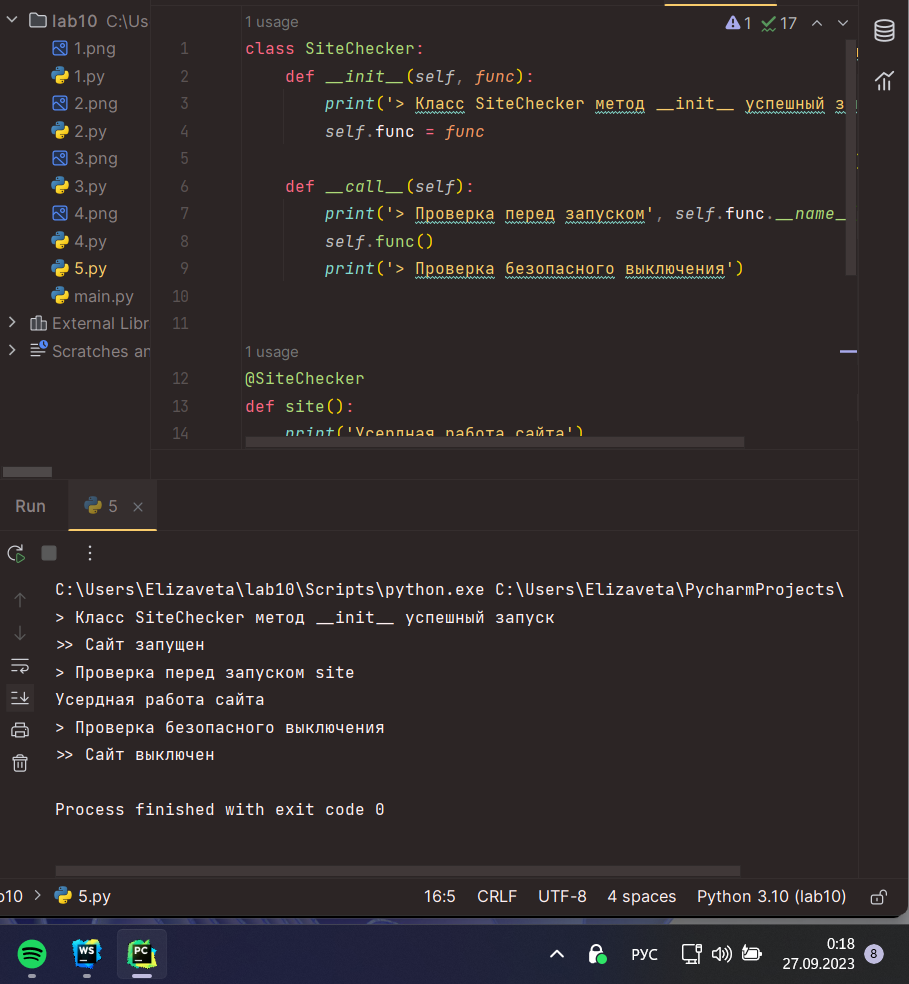 lab10 C:\Us
1.png
1.py
2.png
2.py
3.png
3.py
4.png
4.py
5.py
main.py
External Libr
Scratches an
1 usage
1 17
1 class SiteChecker:
2 def __init__(self, func):
3 print('> Класс SiteChecker метод __init__ успешный
4 self.func = func
5
6 def __call__(self):
7 print('> Проверка перед запуском', self.func.__name_
8 self.func()
9 print('> Проверка безопасного выключения')
10
11
1 usage
12 @SiteChecker
13 def site():
14 print('Усердная работа сайта')
Run 5
C:\Users\Elizaveta\lab10\Scripts\python.exe C:\Users\Elizaveta\PycharmProjects\
> Класс SiteChecker метод __init__ успешный запуск
>> Сайт запущен
> Проверка перед запуском site
Усердная работа сайта
> Проверка безопасного выключения
>> Сайт выключен
Process finished with exit code 0
b10 > 5.py 16:5 CRLF UTF-8 4 spaces Python 3.10 (lab10)
WS PC РУС 0:18
27.09.2023 8